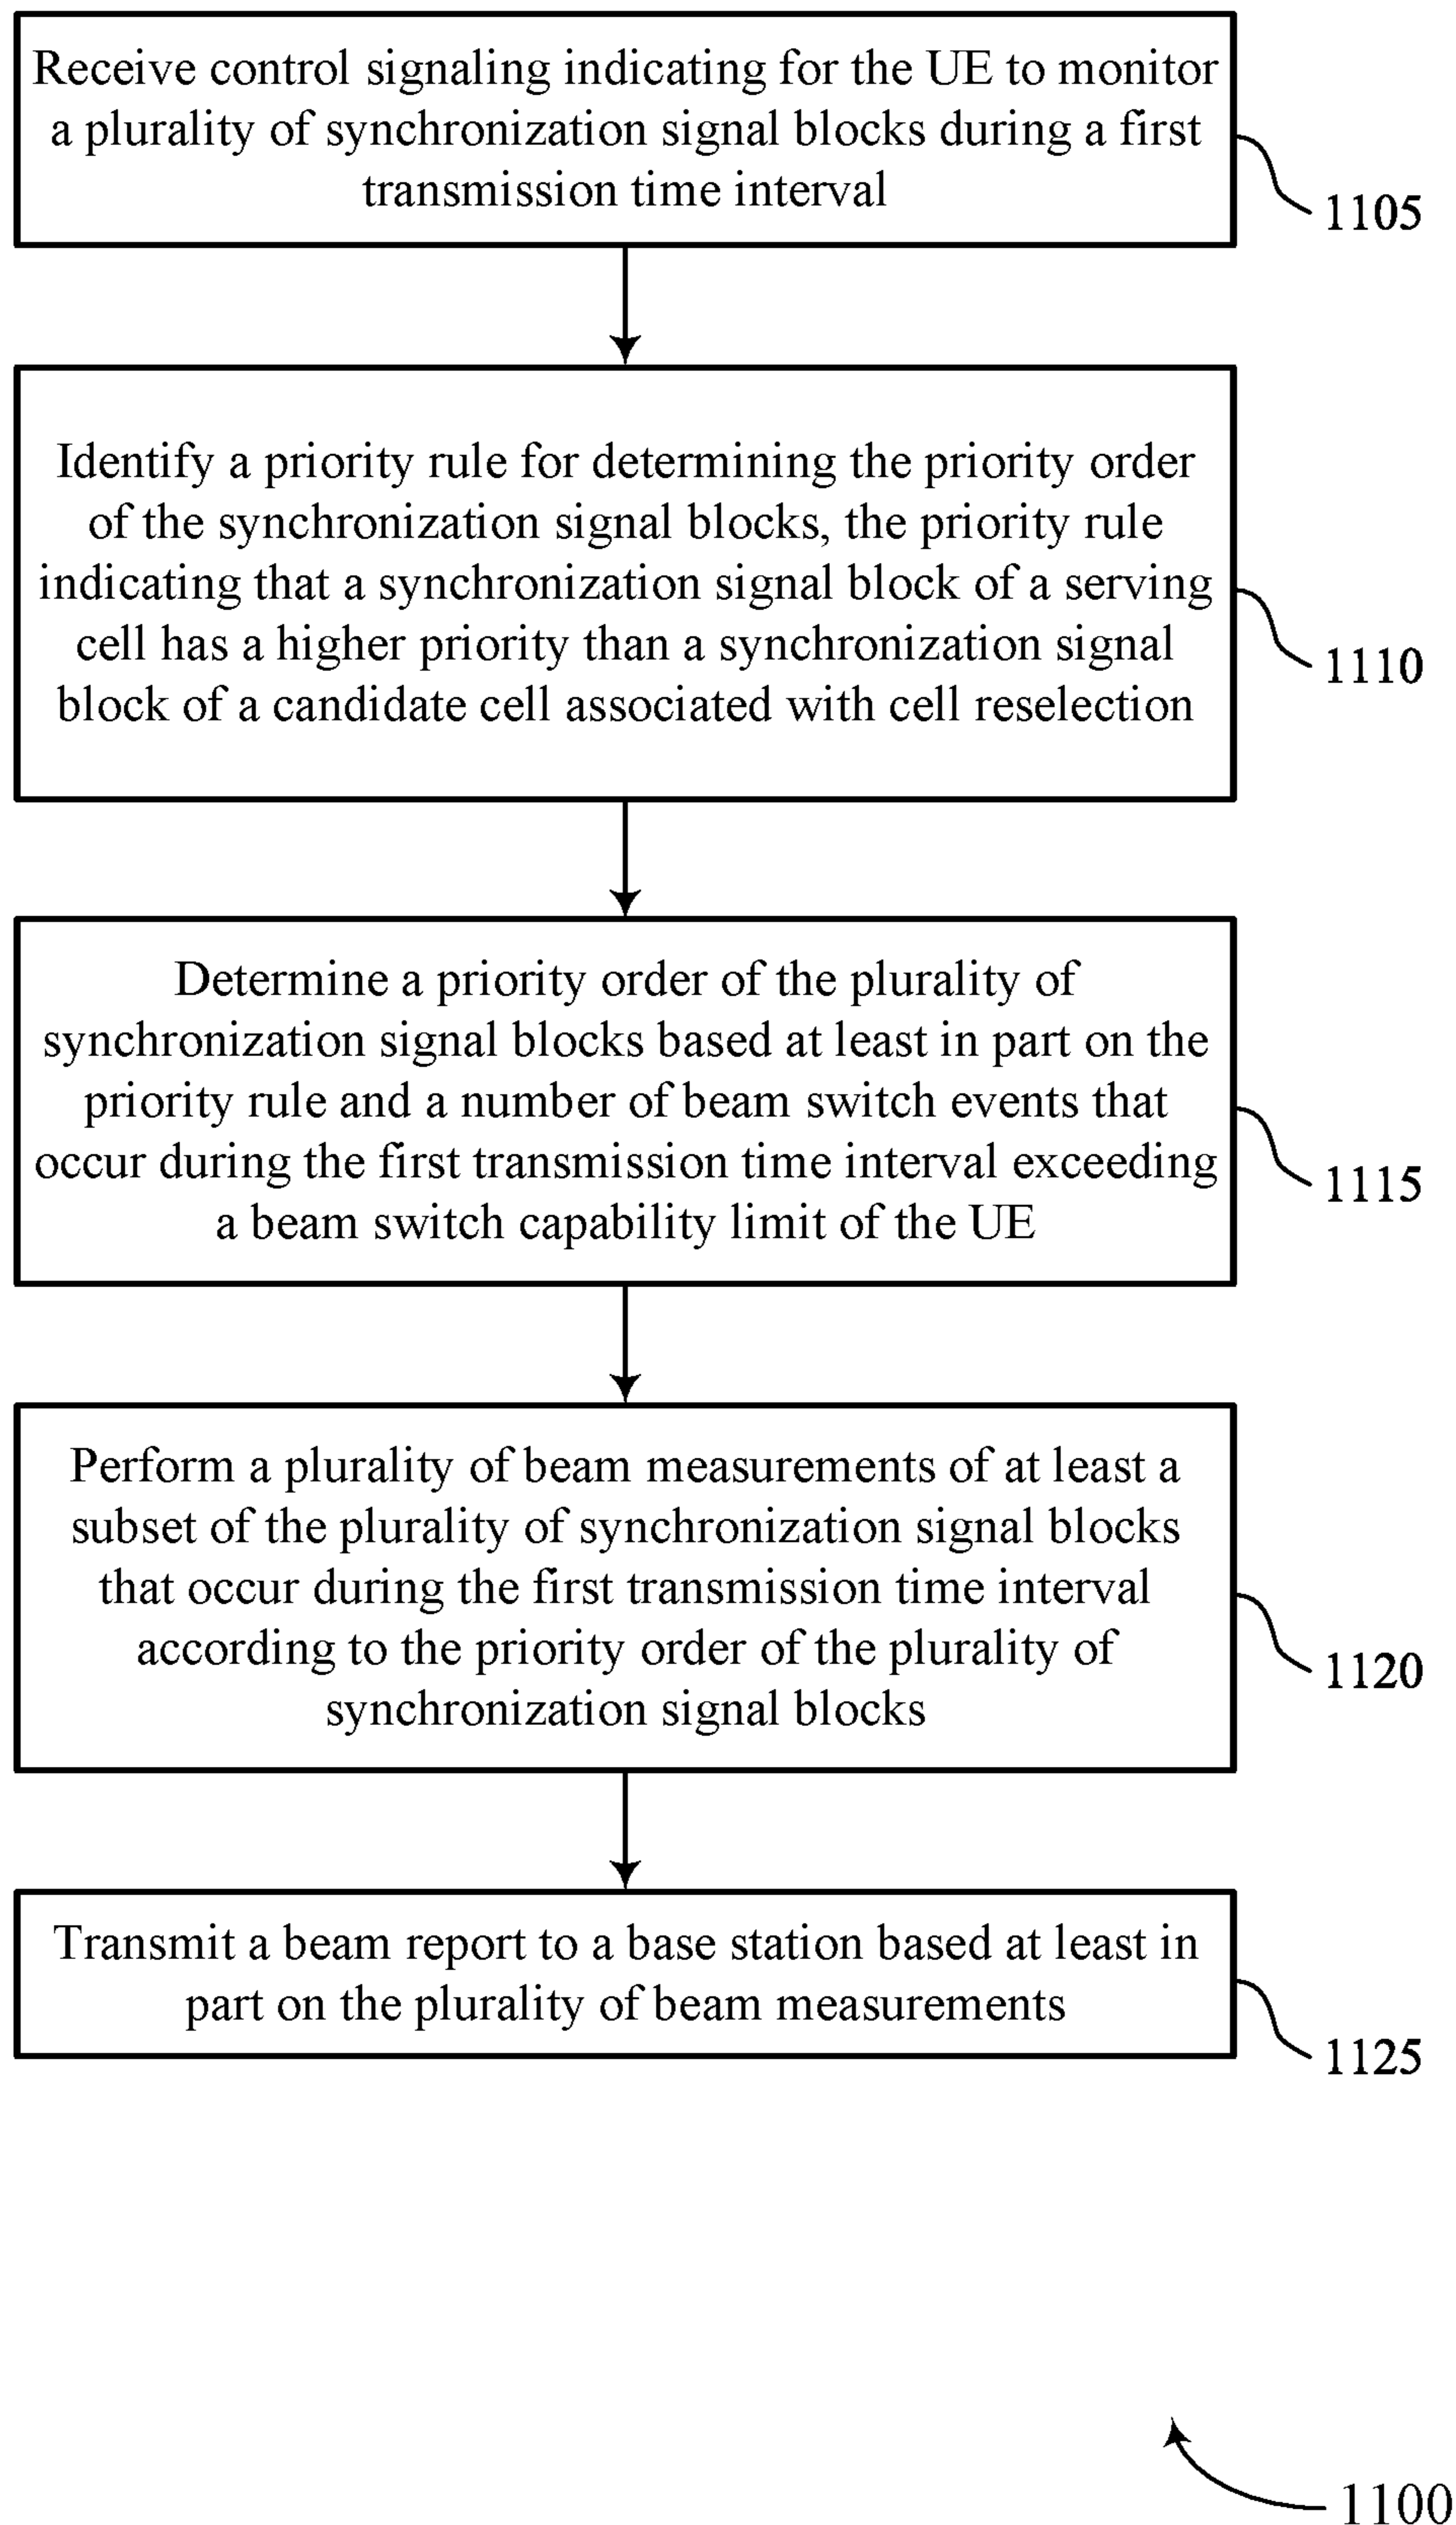 Receive control signaling indicating for the UE to monitor
a plurality of synchronization signal blocks during a first
transmission time interval
1105
Identify a priority rule for determining the priority order
of the synchronization signal blocks, the priority rule
indicating that a synchronization signal block of a serving
cell has a higher priority than a synchronization signal
block of a candidate cell associated with cell reselection
1110
Determine a priority order of the plurality of
synchronization signal blocks based at least in part on the
priority rule and a number of beam switch events that
occur during the first transmission time interval exceeding
a beam switch capability limit of the UE
1115
Perform a plurality of beam measurements of at least a
subset of the plurality of synchronization signal blocks
that occur during the first transmission time interval
according to the priority order of the plurality of
synchronization signal blocks
1120
Transmit a beam report to a base station based at least in
part on the plurality of beam measurements
1125
1100